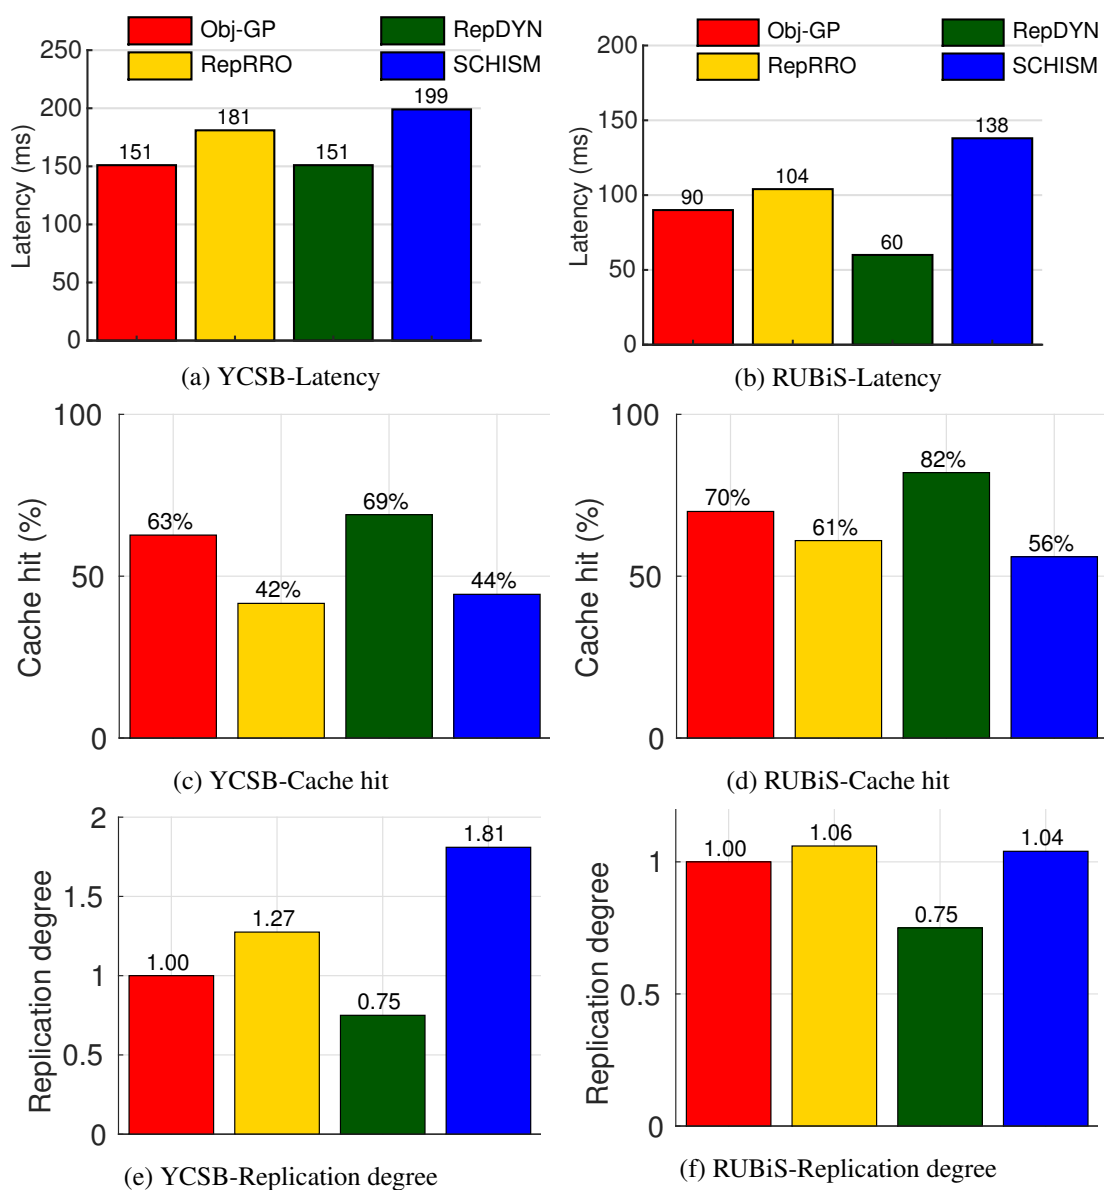 Obj-GP
RepDYN
RepRRO
SCHISM
250
200
150
100
50
0
Latency (ms)
151
181
151
199
(a) YCSB-Latency
Obj-GP
RepDYN
RepRRO
SCHISM
200
150
100
50
0
Latency (ms)
90
104
60
138
(b) RUBiS-Latency
100
50
0
Cache hit (%)
63%
42%
69%
44%
(c) YCSB-Cache hit
100
50
0
Cache hit (%)
70%
61%
82%
56%
(d) RUBiS-Cache hit
2
1.5
1
0.5
0
Replication degree
1.00
1.27
0.75
1.81
(e) YCSB-Replication degree
1
0.5
0
Replication degree
1.00
1.06
0.75
1.04
(f) RUBiS-Replication degree